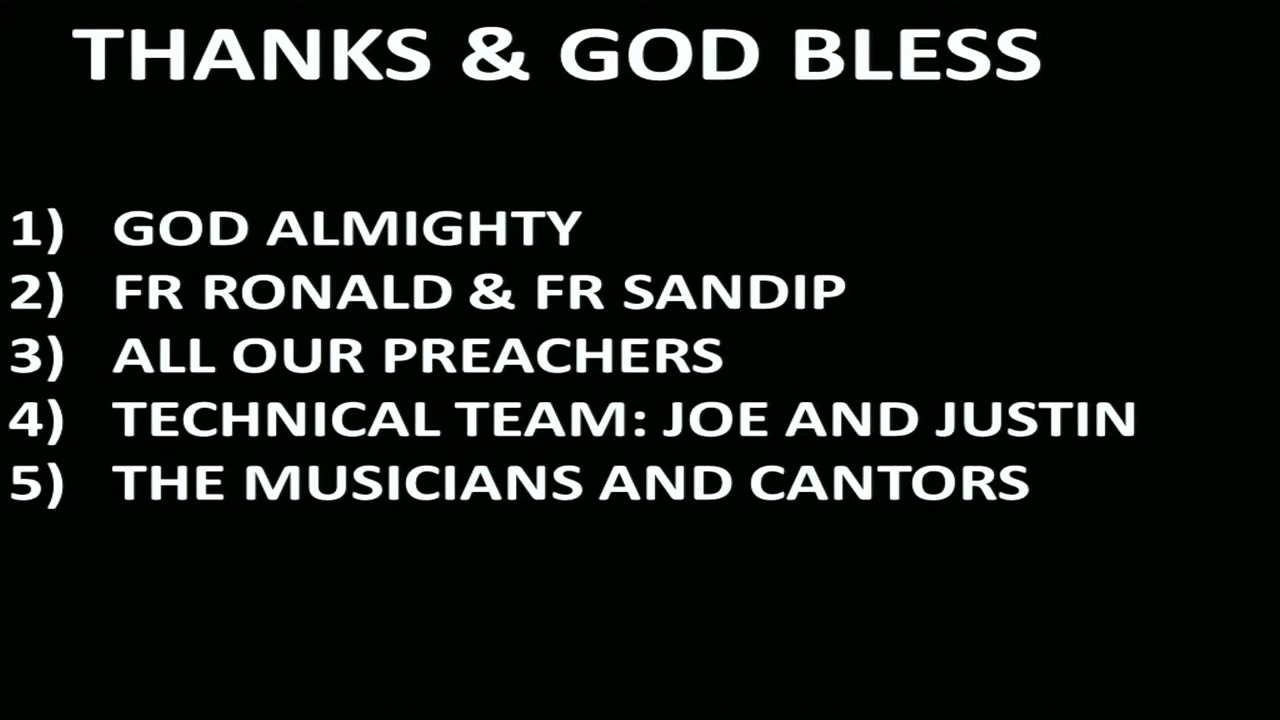 THANKS & GOD BLESS
1) GOD ALMIGHTY
2) FR RONALD & FR SANDIP
3) ALL OUR PREACHERS
4) TECHNICAL TEAM: JOE AND JUSTIN
5) THE MUSICIANS AND CANTORS